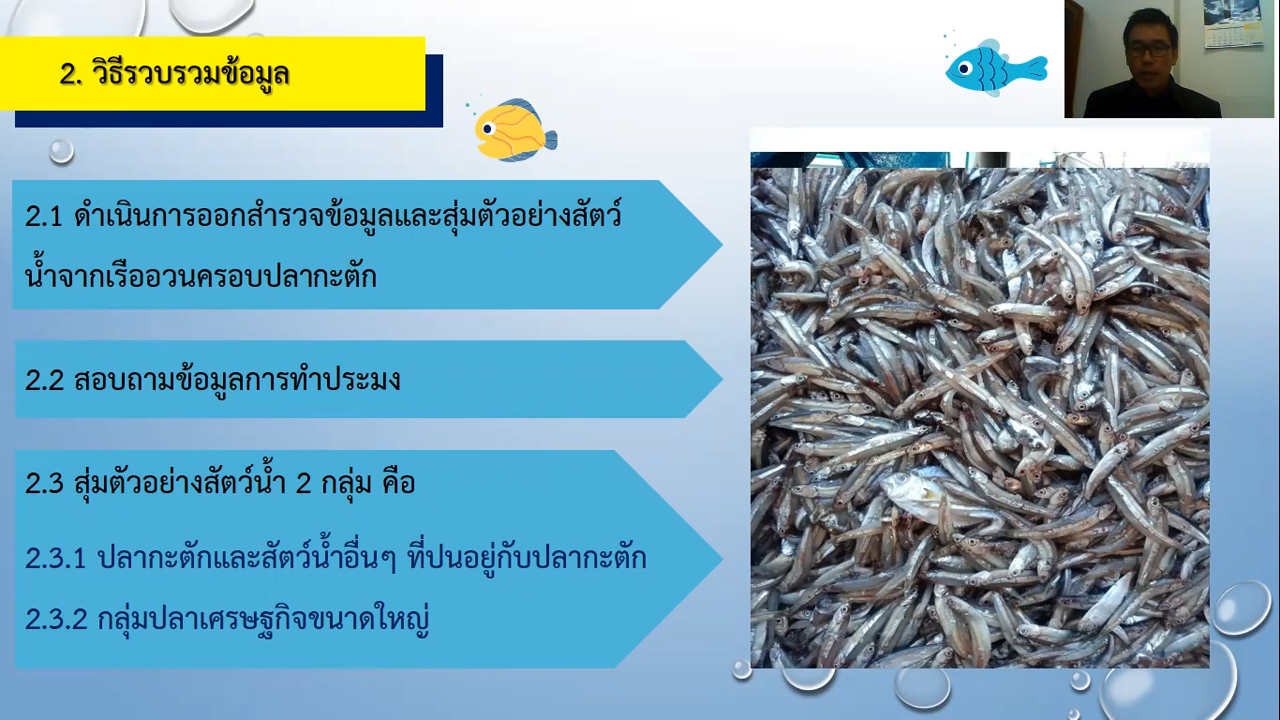 2. วิธีรวบรวมข้อมูล
2.1 ดำเนินการออกสำรวจข้อมูลและสุ่มตัวอย่างสัตว์
น้ำจากเรืออวนครอบปลากะตัก
2.2 สอบถามข้อมูลการทำประมง
2.3 สุ่มตัวอย่างสัตว์น้ำ 2 กลุ่ม คือ
2.3.1 ปลากะตักและสัตว์น้ำอื่นๆ ที่ปนอยู่กับปลากะตัก
2.3.2 กลุ่มปลาเศรษฐกิจขนาดใหญ่